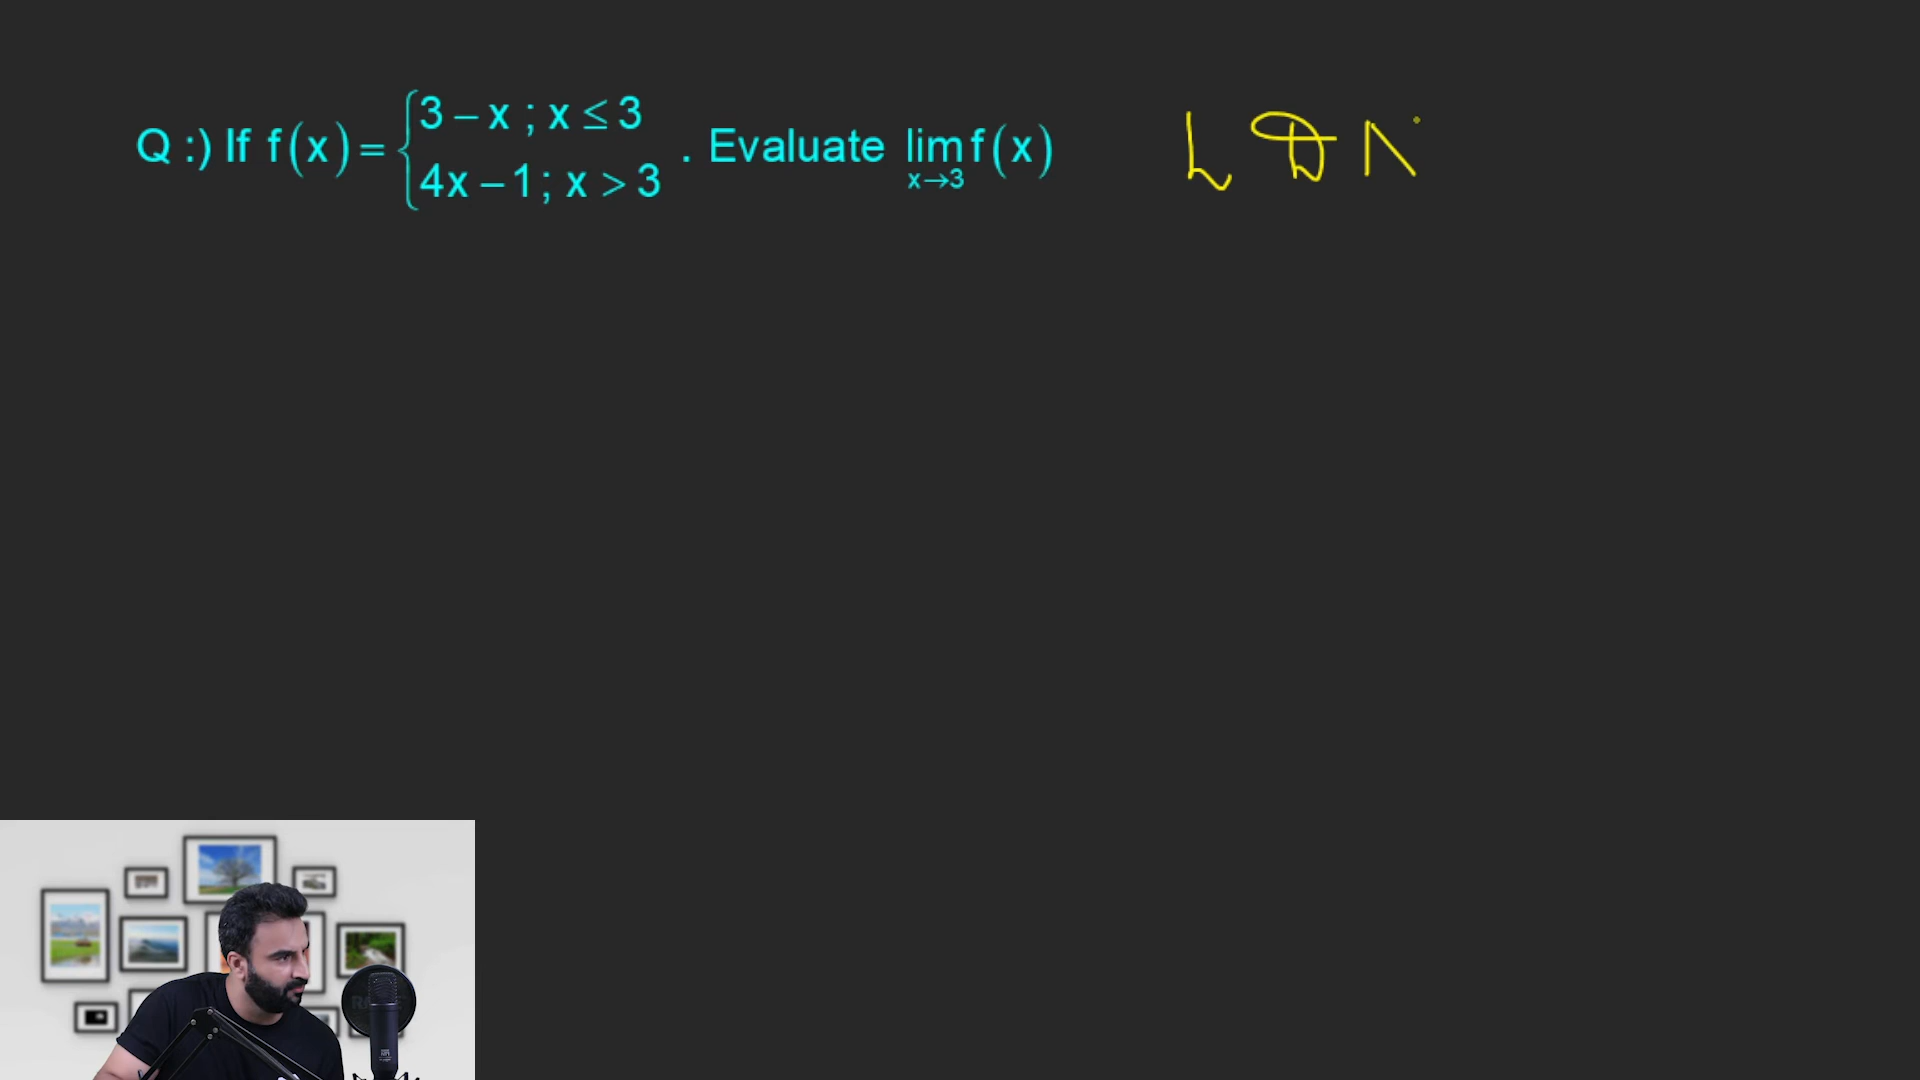 Q :) If f(x) = { 3 – x ; x ≤ 3
4x – 1 ; x > 3 . Evaluate lim x→3 f(x)